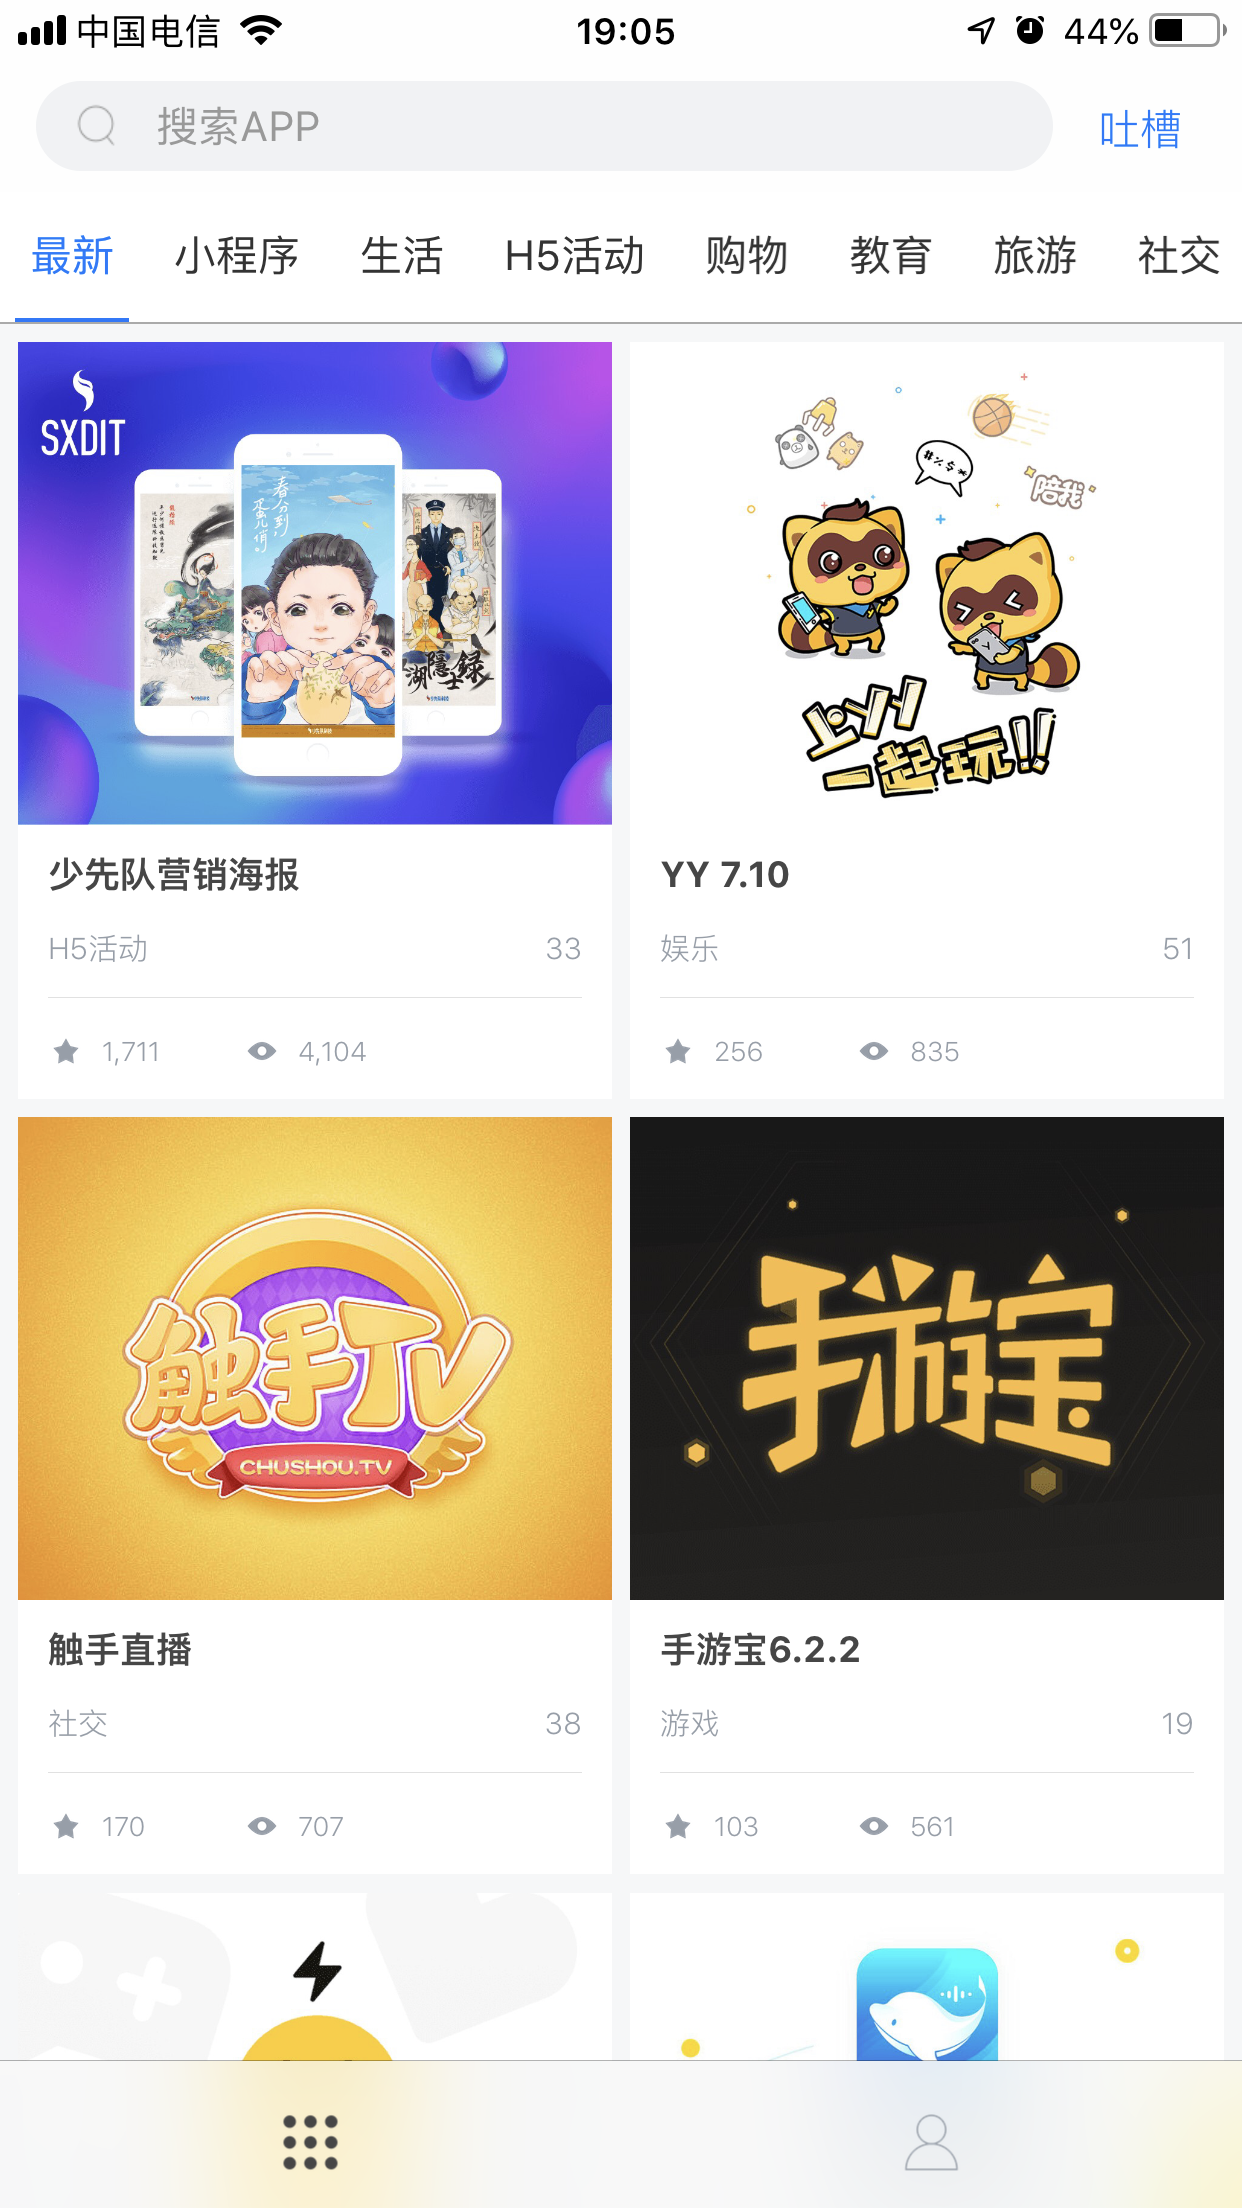 中国电信
19:05
44%
搜索APP
吐槽
最新 小程序 生活 H5活动 购物 教育 旅游 社交
SXDIT
春分到
蛋儿俏
湖隐士録
#%$*
陪我
上YY
一起玩!!
少先队营销海报
H5活动 33
1,711 4,104
YY 7.10
娱乐 51
256 835
触手TV
CHUSHOU.TV
手游宝
触手直播
社交 38
170 707
手游宝6.2.2
游戏 19
103 561